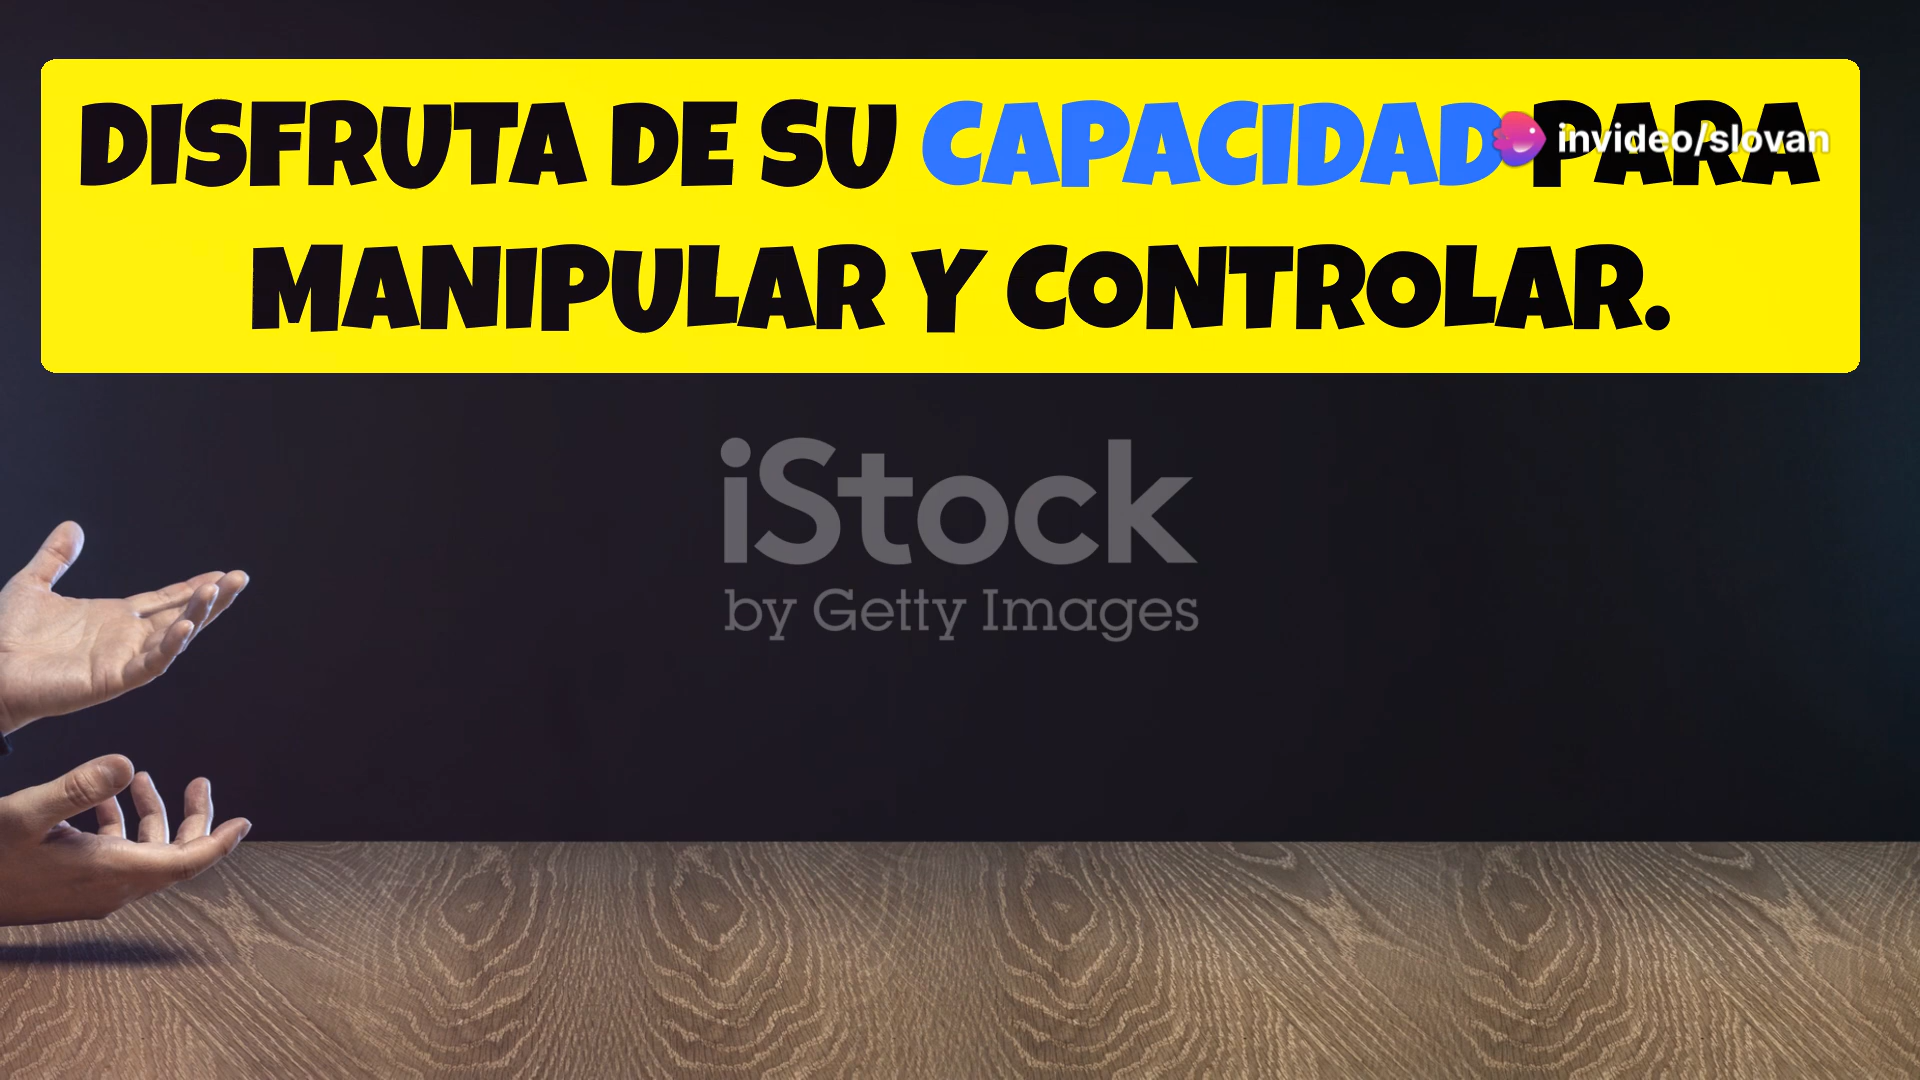 DISFRUTA DE SU CAPACIDAD PARA
invideo/slovan
MANIPULAR Y CONTROLAR.
iStock
by Getty Images